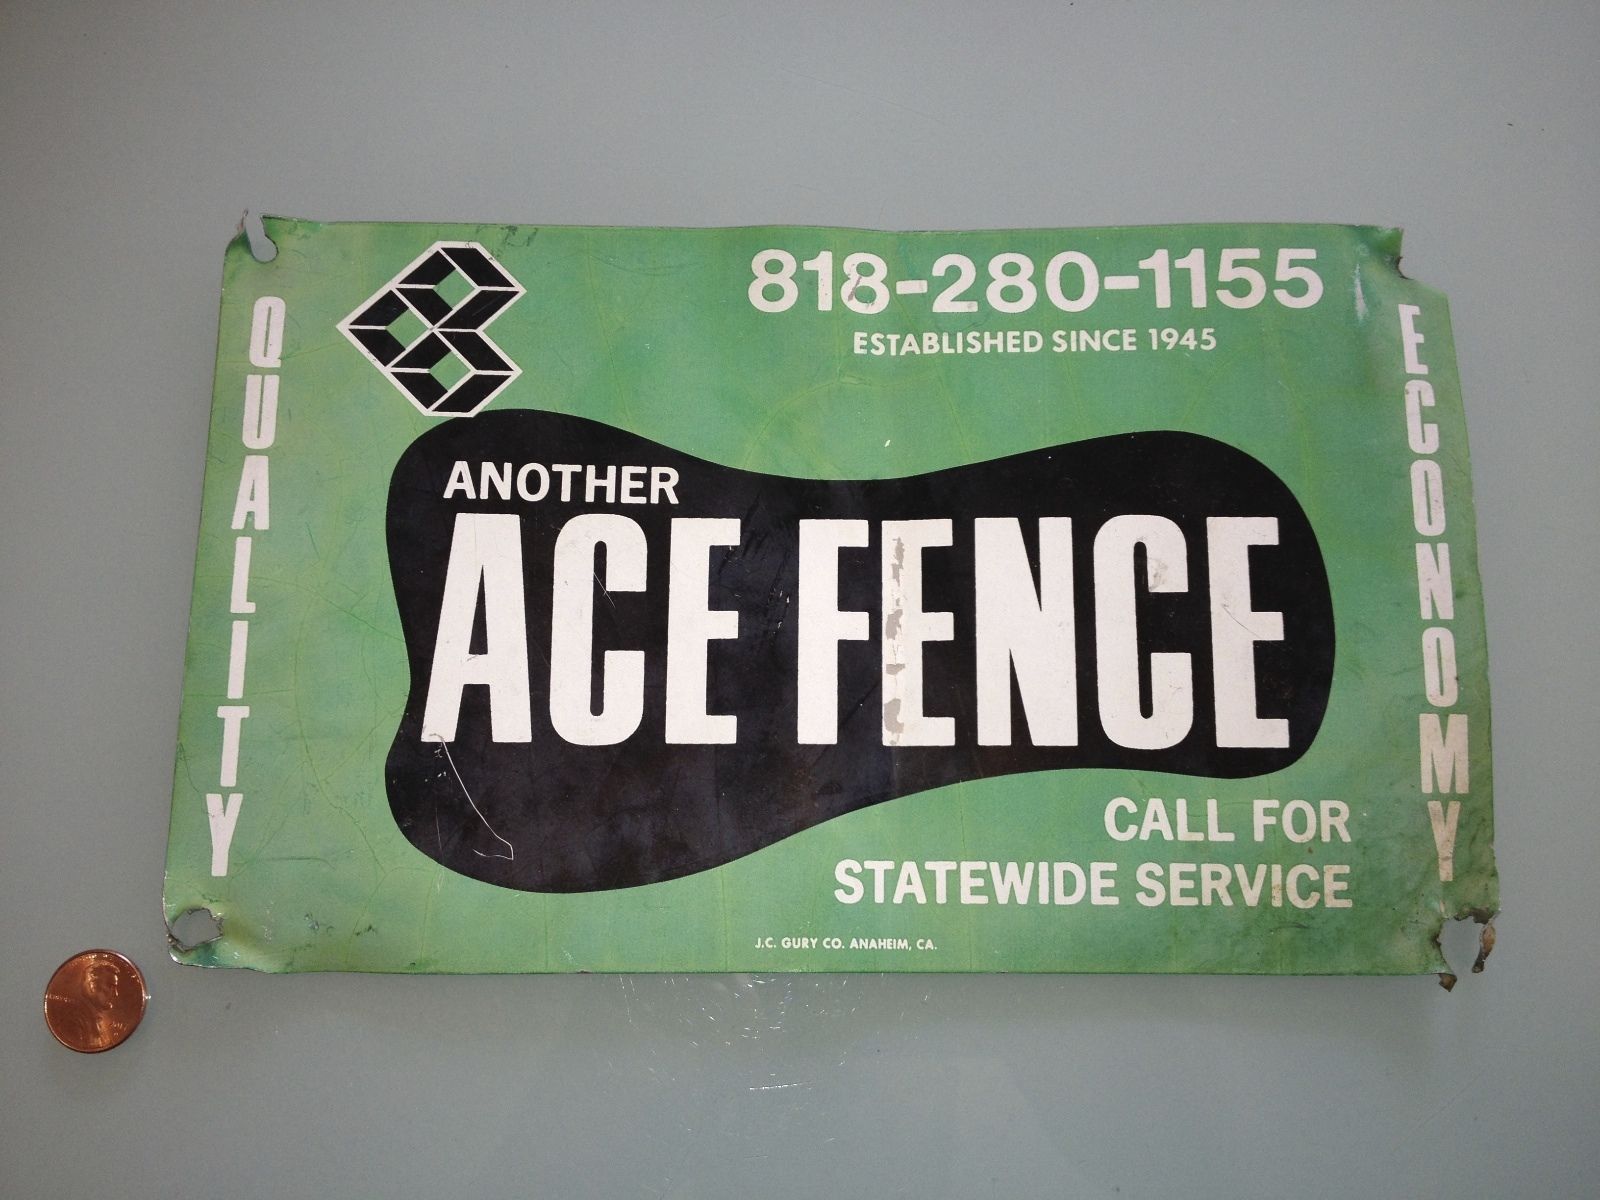 818-280-1155
ESTABLISHED SINCE 1945
QUALITY
ECONOMY
ANOTHER
ACE FENCE
CALL FOR
STATEWIDE SERVICE
J.C. GURY CO. ANAHEIM, CA.